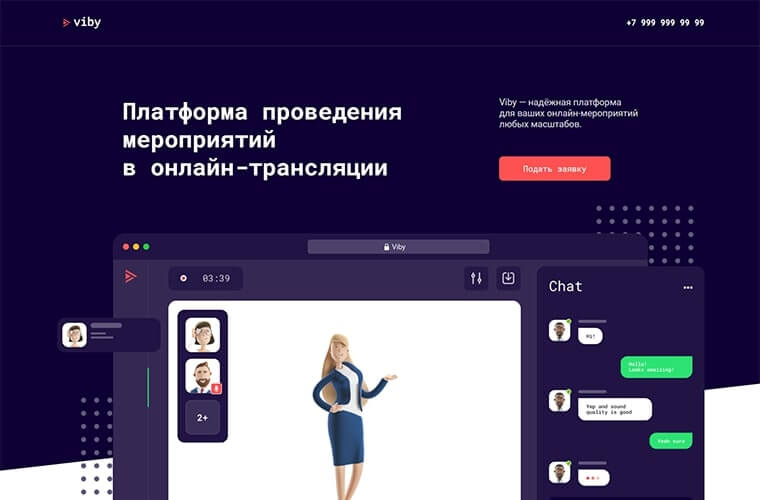 viby
+7 999 999 99 99
Платформа проведения
мероприятий
в онлайн-трансляции
Viby — надёжная платформа
для ваших онлайн-мероприятий
любых масштабов.
Подать заявку
Viby
03:39
2+
Chat
Hi!
Hello!
Looks amazing!
Yep and sound
quality is good
Yeah sure